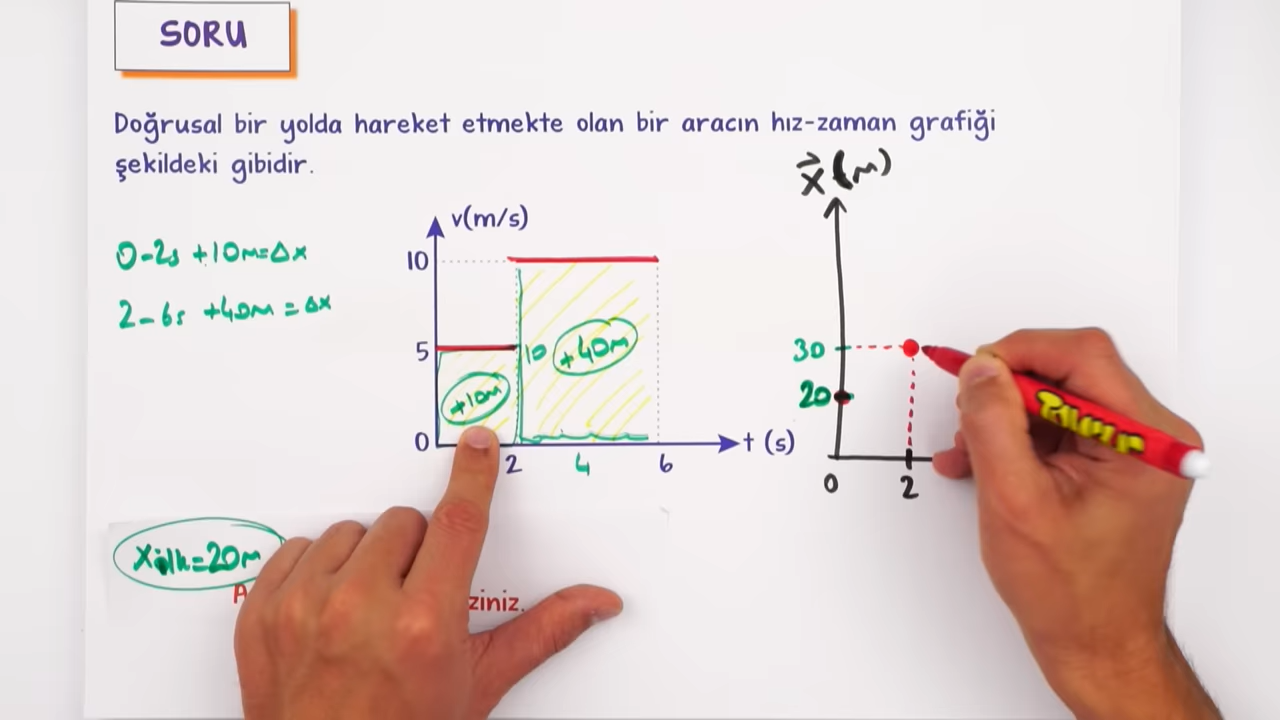 SORU
Doğrusal bir yolda hareket etmekte olan bir aracın hız-zaman grafiği
şekildeki gibidir.
0-2s +10m=Δx
2-6s +40m=Δx
v(m/s)
10
5
0
10
+10m
+40m
2
4
6
t (s)
x⃗(m)
30
20
0
2
Xilk=20m
ziniz.